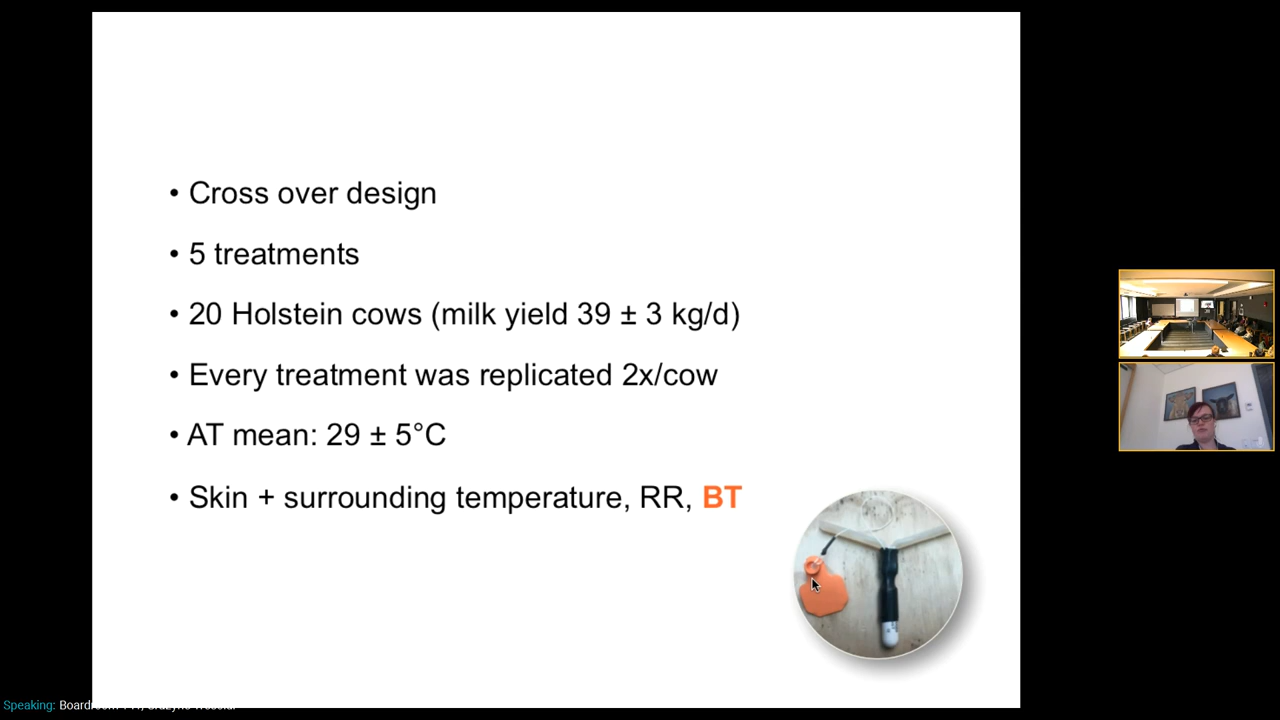 • Cross over design
• 5 treatments
• 20 Holstein cows (milk yield 39 ± 3 kg/d)
• Every treatment was replicated 2x/cow
• AT mean: 29 ± 5°C
• Skin + surrounding temperature, RR, BT
Speaking: